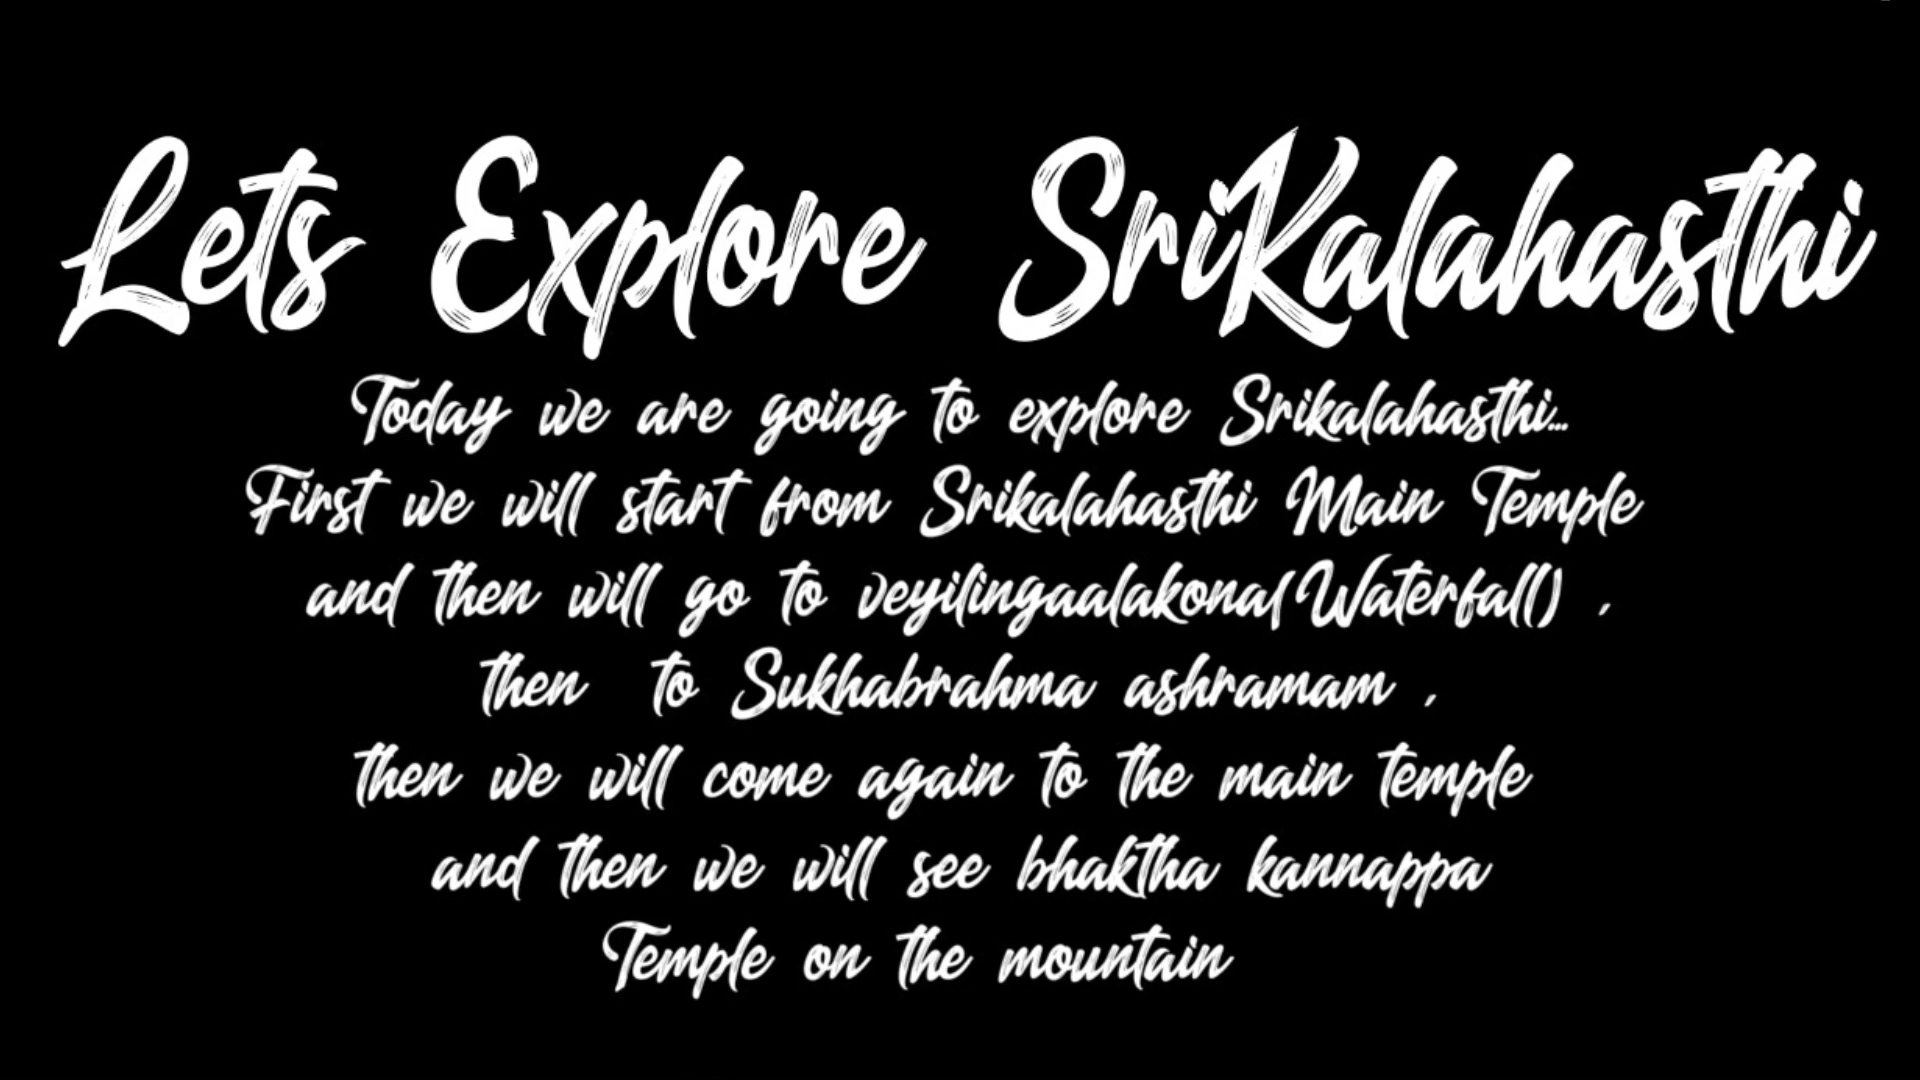 Lets Explore SriKalahasthi
Today we are going to explore Srikalahasthi...
First we will start from Srikalahasthi Main Temple
and then will go to veyilingaalakona(Waterfall) ,
then to Sukhabrahma ashramam ,
then we will come again to the main temple
and then we will see bhaktha kannappa
Temple on the mountain